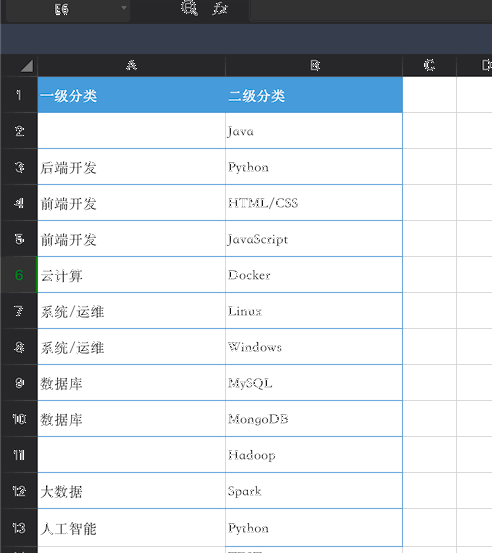 E6 fx
A B C
1 一级分类 二级分类
2 Java
3 后端开发 Python
4 前端开发 HTML/CSS
5 前端开发 JavaScript
6 云计算 Docker
7 系统/运维 Linux
8 系统/运维 Windows
9 数据库 MySQL
10 数据库 MongoDB
11 Hadoop
12 大数据 Spark
13 人工智能 Python